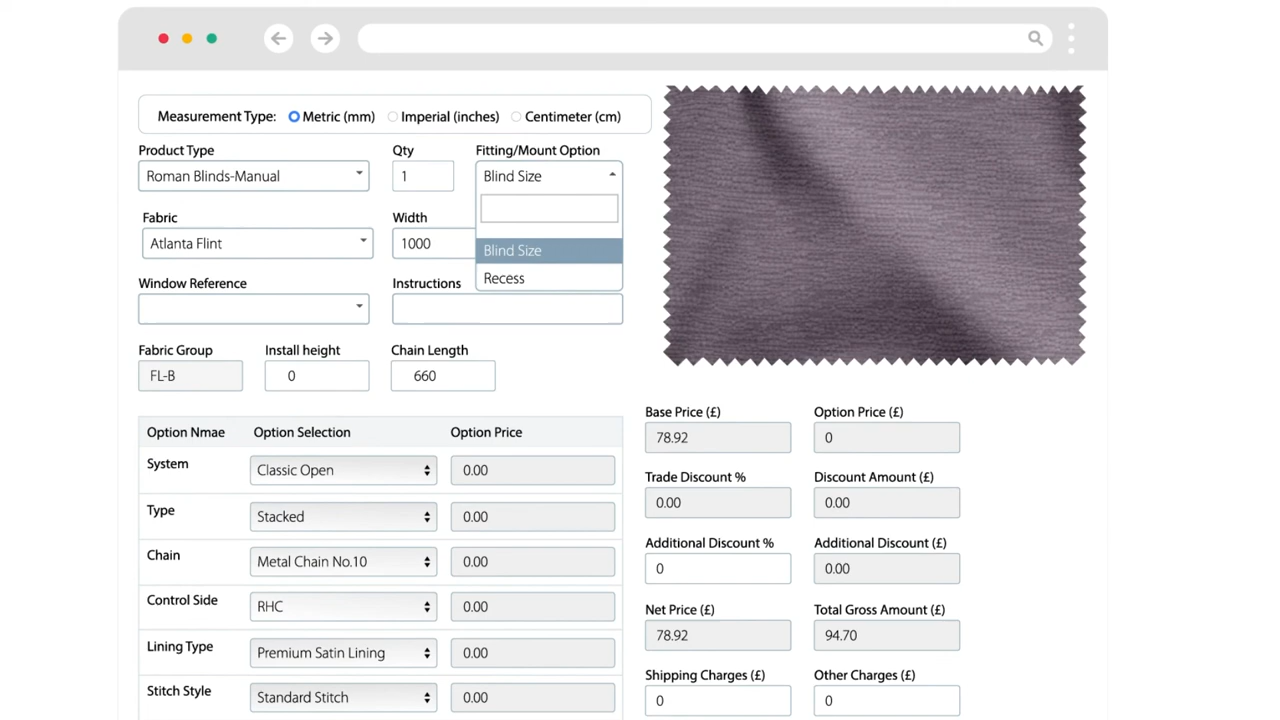 Measurement Type: Metric (mm) Imperial (inches) Centimeter (cm)
Product Type Qty Fitting/Mount Option
Roman Blinds-Manual 1 Blind Size
Fabric Width
Atlanta Flint 1000 Blind Size
Recess
Window Reference Instructions
Fabric Group Install height Chain Length
FL-B 0 660
Option Nmae Option Selection Option Price
System Classic Open 0.00
Type Stacked 0.00
Chain Metal Chain No.10 0.00
Control Side RHC 0.00
Lining Type Premium Satin Lining 0.00
Stitch Style Standard Stitch 0.00
Base Price (£) Option Price (£)
78.92 0
Trade Discount % Discount Amount (£)
0.00 0.00
Additional Discount % Additional Discount (£)
0 0.00
Net Price (£) Total Gross Amount (£)
78.92 94.70
Shipping Charges (£) Other Charges (£)
0 0